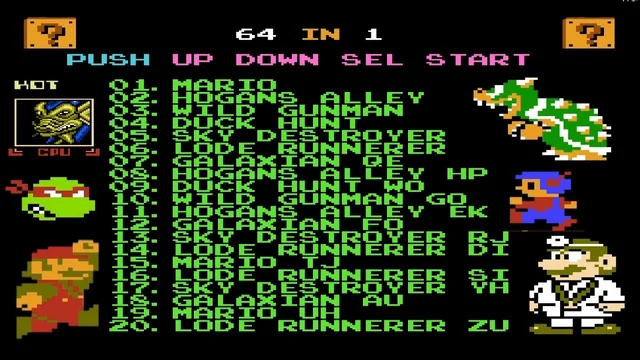 64 IN 1
PUSH UP DOWN SEL START
HOT
CPU
01. MARIO
02. HOGANS ALLEY
03. WILD GUNMAN
04. DUCK HUNT
05. SKY DESTROYER
06. LODE RUNNERER
07. GALAXIAN QE
08. HOGANS ALLEY HP
09. DUCK HUNT WO
10. WILD GUNMAN GO
11. HOGANS ALLEY EK
12. GALAXIAN FO
13. SKY DESTROYER RJ
14. LODE RUNNERER DI
15. MARIO TJ
16. LODE RUNNERER SI
17. SKY DESTROYER YH
18. GALAXIAN AU
19. MARIO UH
20. LODE RUNNERER ZU